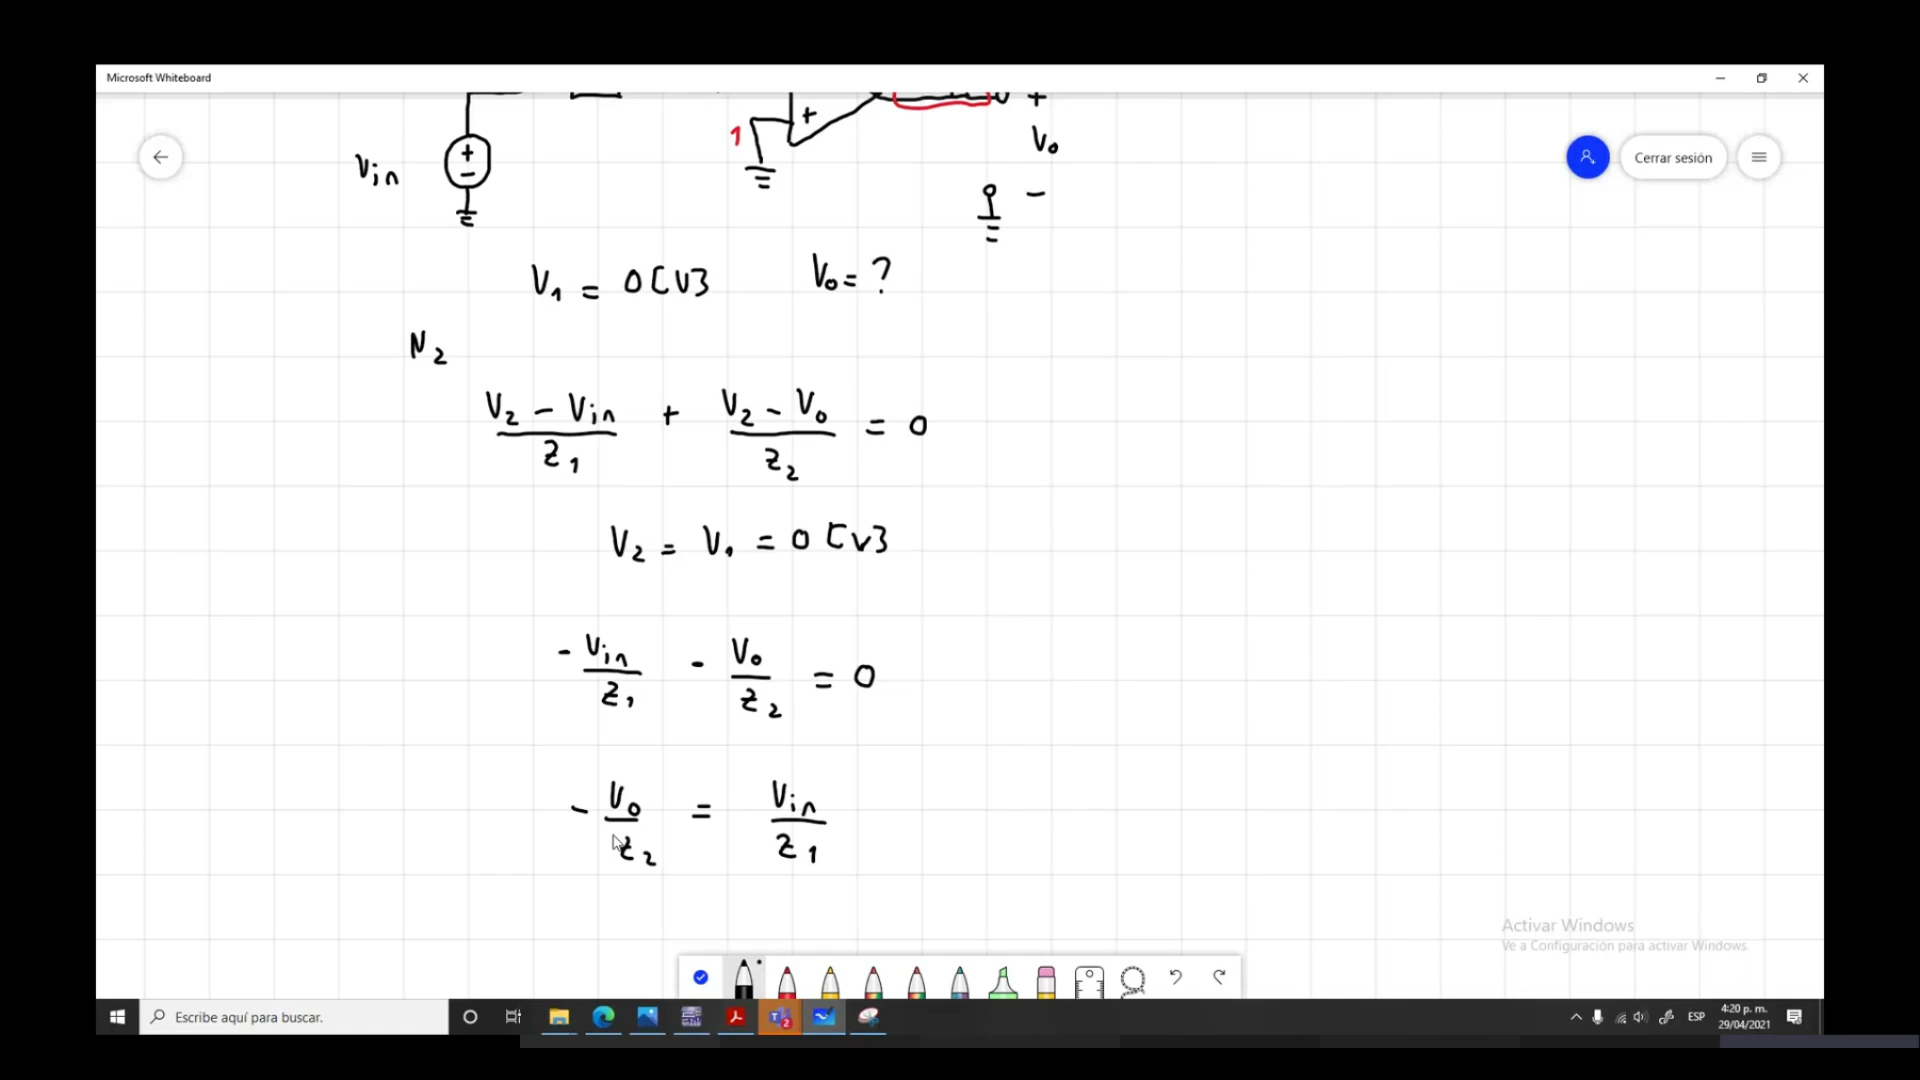 Microsoft Whiteboard
+
+
1
Vo
Vin
+
-
-
Cerrar sesión
V1 = 0 [V]
Vo = ?
N2
(V2 - Vin)/Z1 + (V2 - Vo)/Z2 = 0
V2 = V1 = 0 [V]
- Vin/Z1 - Vo/Z2 = 0
- Vo/Z2 = Vin/Z1
Activar Windows
Ve a Configuración para activar Windows.
Escribe aquí para buscar.
2
ESP
4:20 p. m.
29/04/2021